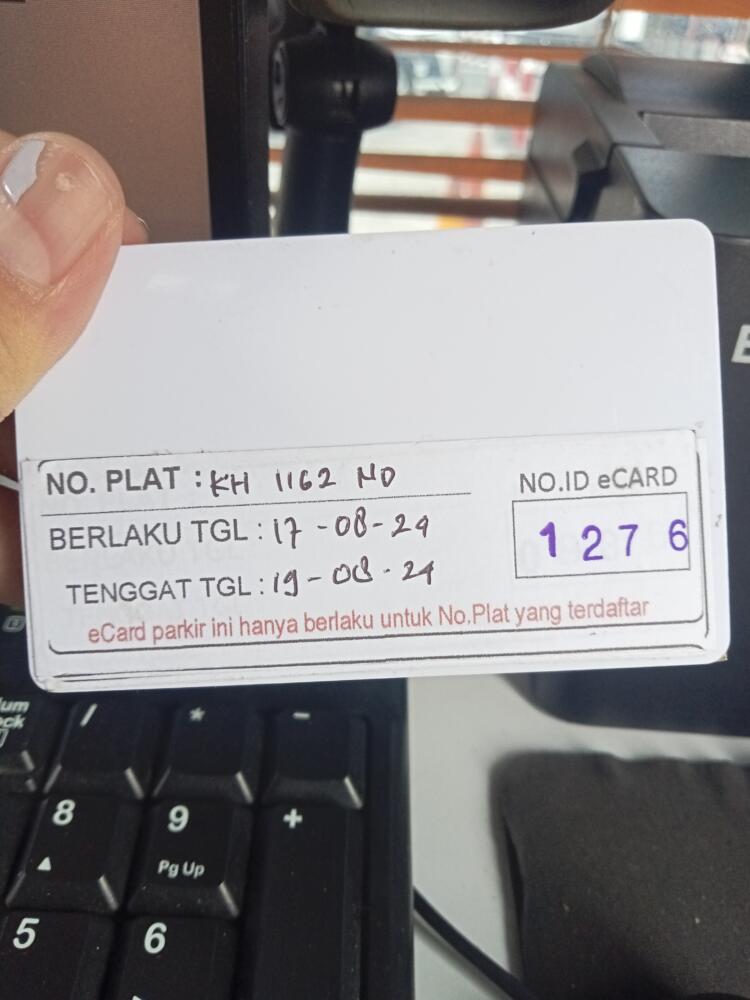 NO. PLAT : KH 1162 ND
NO.ID eCARD
BERLAKU TGL : 17-08-24
1276
TENGGAT TGL : 19-08-24
eCard parkir ini hanya berlaku untuk No.Plat yang terdaftar
/
*
-
8
9
+
Pg Up
5
6